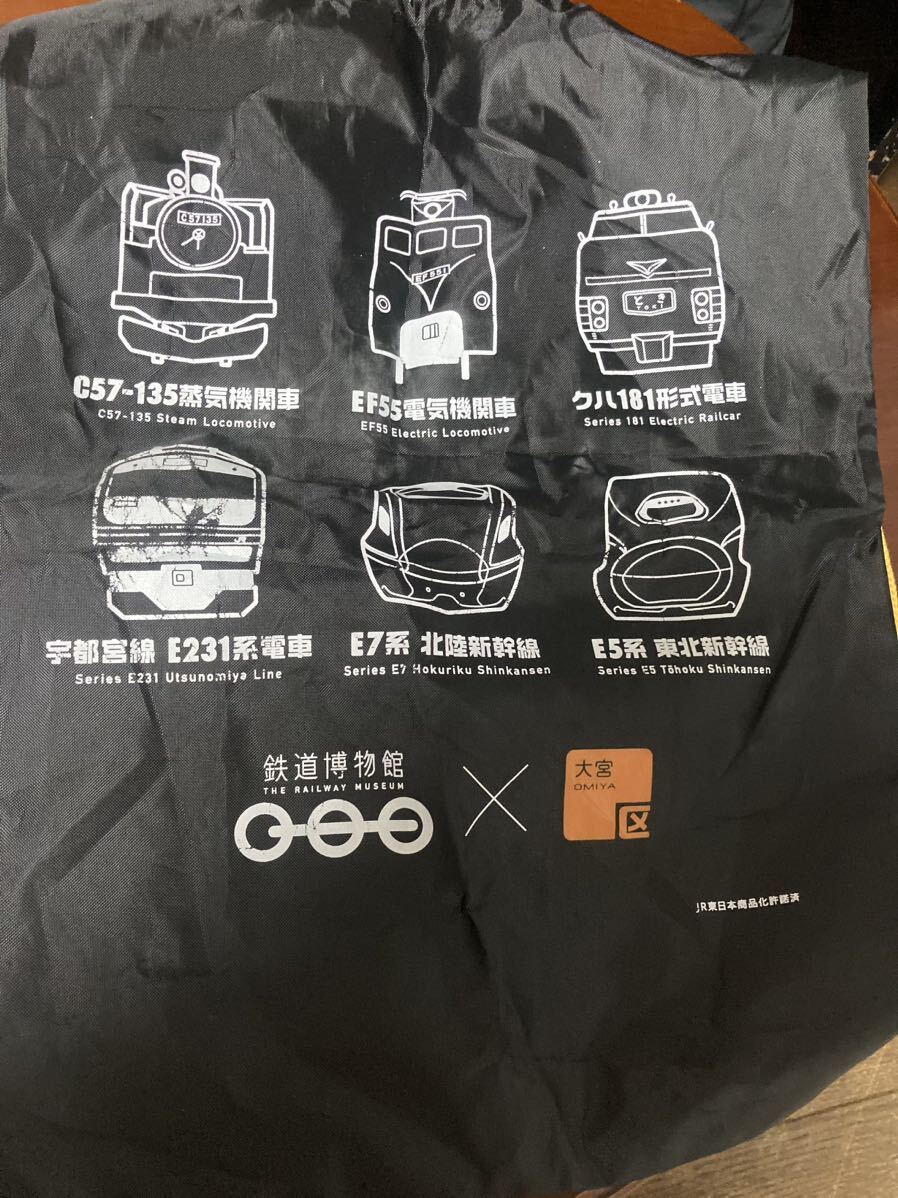 C57135
EF551
とき
TOKI
C57-135蒸気機関車
C57-135 Steam Locomotive
EF55電気機関車
EF55 Electric Locomotive
クハ181形式電車
Series 181 Electric Railcar
JR
宇都宮線 E231系電車
Series E231 Utsunomiya Line
E7系 北陸新幹線
Series E7 Hokuriku Shinkansen
E5系 東北新幹線
Series E5 Tōhoku Shinkansen
鉄道博物館
THE RAILWAY MUSEUM
大宮
OMIYA
区
JR東日本商品化許諾済